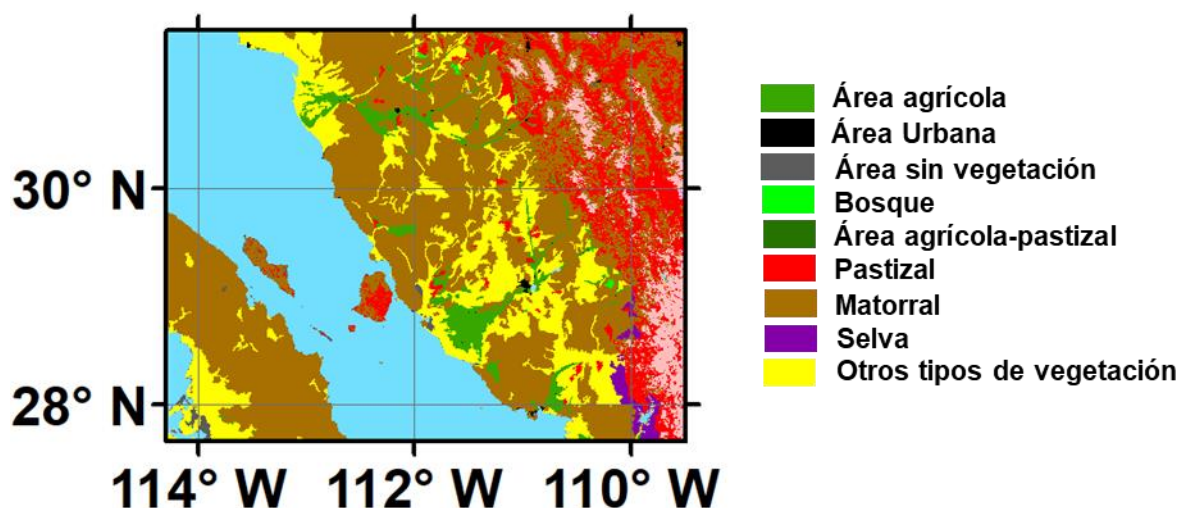 Área agrícola
Área Urbana
Área sin vegetación
Bosque
Área agrícola-pastizal
Pastizal
Matorral
Selva
Otros tipos de vegetación
30° N
28° N
114° W
112° W
110° W